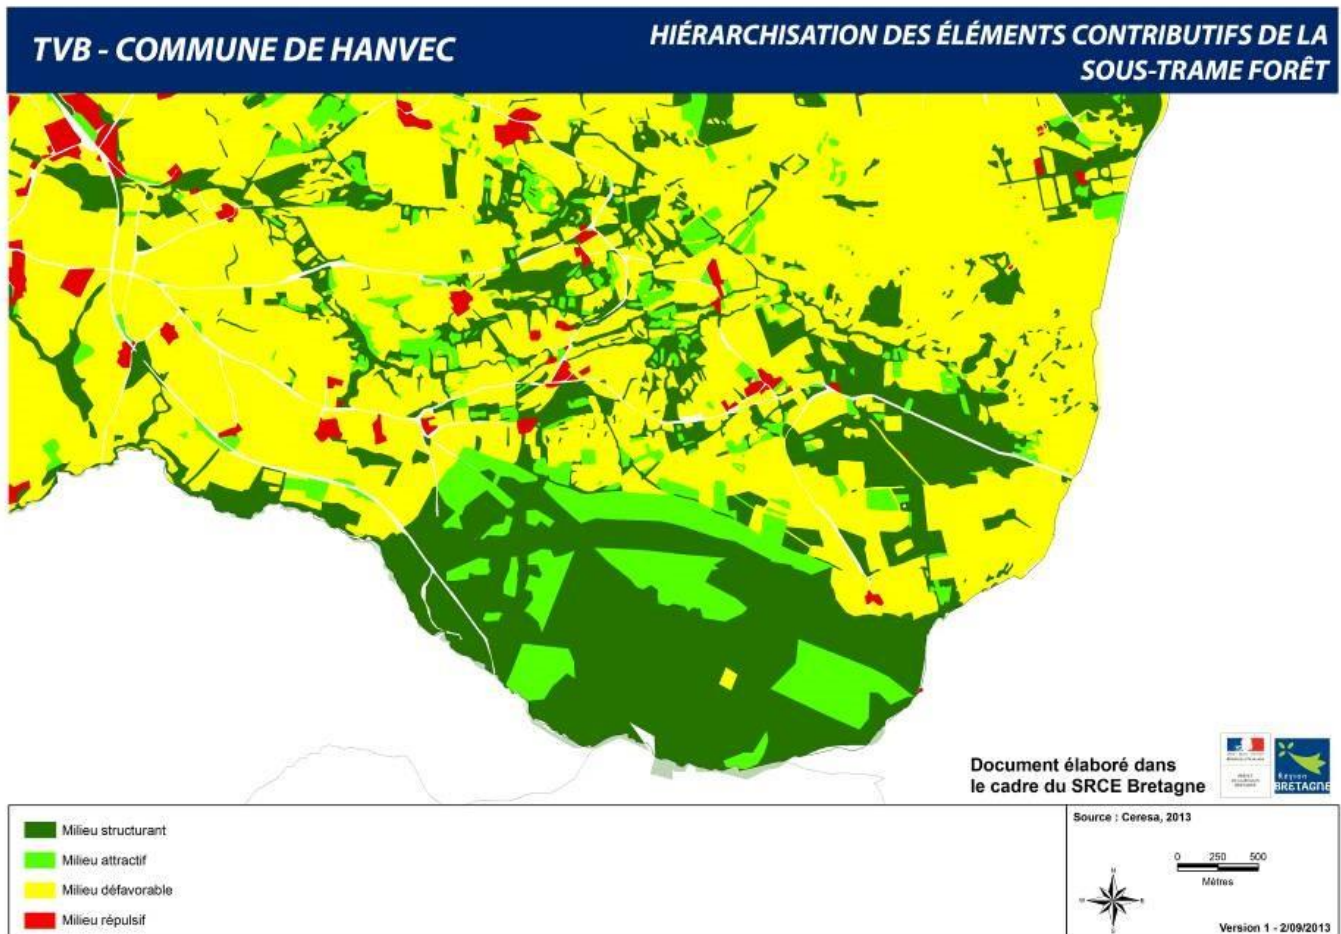 TVB - COMMUNE DE HANVEC
HIÉRARCHISATION DES ÉLÉMENTS CONTRIBUTIFS DE LA
SOUS-TRAME FORÊT
Document élaboré dans
le cadre du SRCE Bretagne
Région
BRETAGNE
Milieu structurant
Milieu attractif
Milieu défavorable
Milieu répulsif
Source : Ceresa, 2013
0 250 500
Mètres
N
W E
S
Version 1 - 2/09/2013